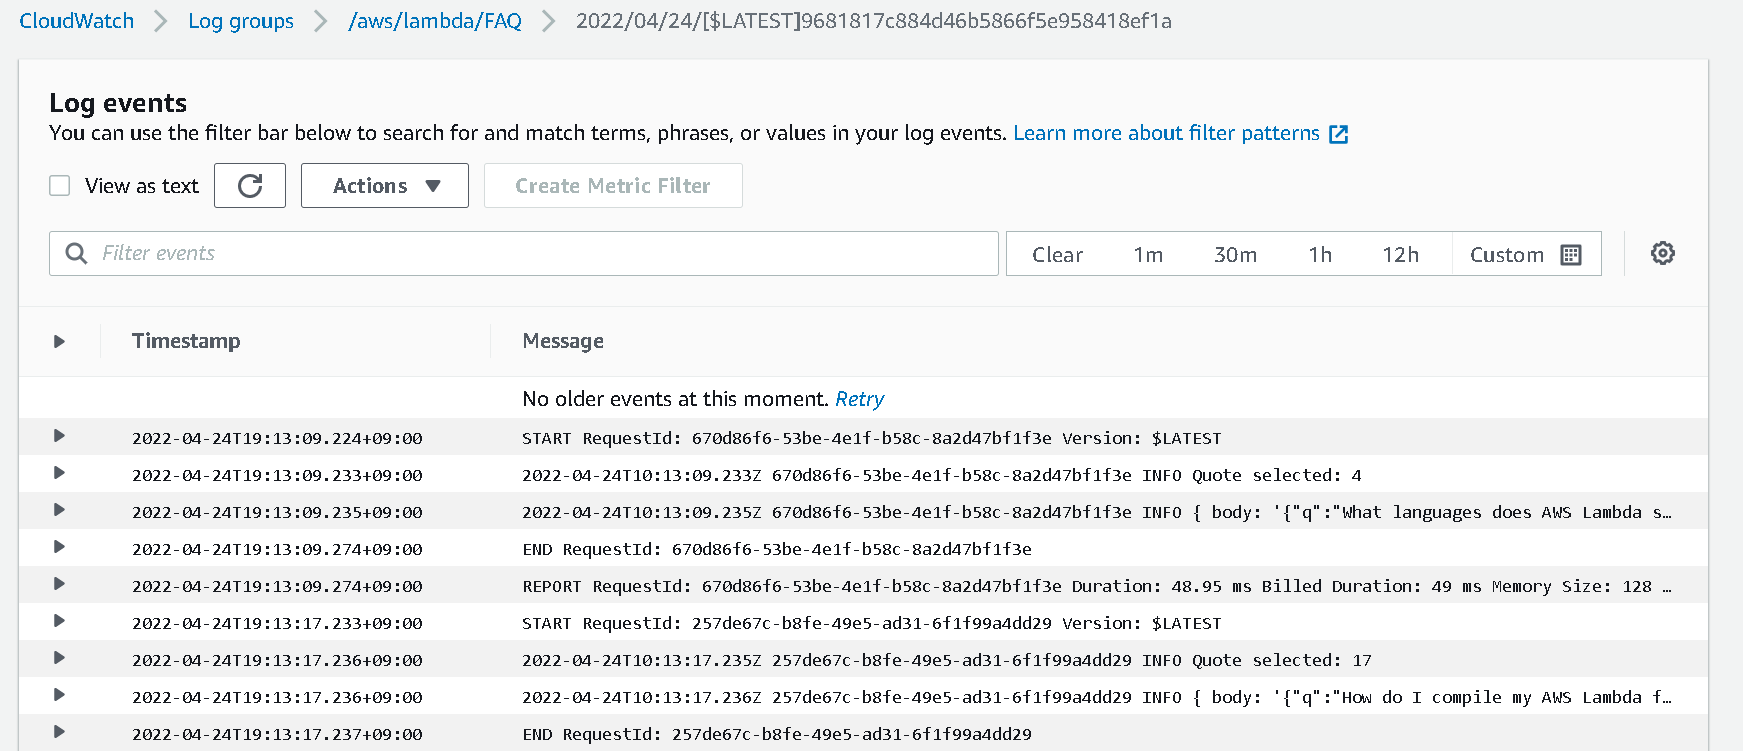 CloudWatch > Log groups > /aws/lambda/FAQ > 2022/04/24/[$LATEST]9681817c884d46b5866f5e958418ef1a
Log events
You can use the filter bar below to search for and match terms, phrases, or values in your log events. Learn more about filter patterns
View as text Actions Create Metric Filter
Filter events Clear 1m 30m 1h 12h Custom
Timestamp Message
No older events at this moment. Retry
2022-04-24T19:13:09.224+09:00 START RequestId: 670d86f6-53be-4e1f-b58c-8a2d47bf1f3e Version: $LATEST
2022-04-24T19:13:09.233+09:00 2022-04-24T10:13:09.233Z 670d86f6-53be-4e1f-b58c-8a2d47bf1f3e INFO Quote selected: 4
2022-04-24T19:13:09.235+09:00 2022-04-24T10:13:09.235Z 670d86f6-53be-4e1f-b58c-8a2d47bf1f3e INFO { body: '{"q":"What languages does AWS Lambda s…
2022-04-24T19:13:09.274+09:00 END RequestId: 670d86f6-53be-4e1f-b58c-8a2d47bf1f3e
2022-04-24T19:13:09.274+09:00 REPORT RequestId: 670d86f6-53be-4e1f-b58c-8a2d47bf1f3e Duration: 48.95 ms Billed Duration: 49 ms Memory Size: 128 …
2022-04-24T19:13:17.233+09:00 START RequestId: 257de67c-b8fe-49e5-ad31-6f1f99a4dd29 Version: $LATEST
2022-04-24T19:13:17.236+09:00 2022-04-24T10:13:17.235Z 257de67c-b8fe-49e5-ad31-6f1f99a4dd29 INFO Quote selected: 17
2022-04-24T19:13:17.236+09:00 2022-04-24T10:13:17.236Z 257de67c-b8fe-49e5-ad31-6f1f99a4dd29 INFO { body: '{"q":"How do I compile my AWS Lambda f…
2022-04-24T19:13:17.237+09:00 END RequestId: 257de67c-b8fe-49e5-ad31-6f1f99a4dd29